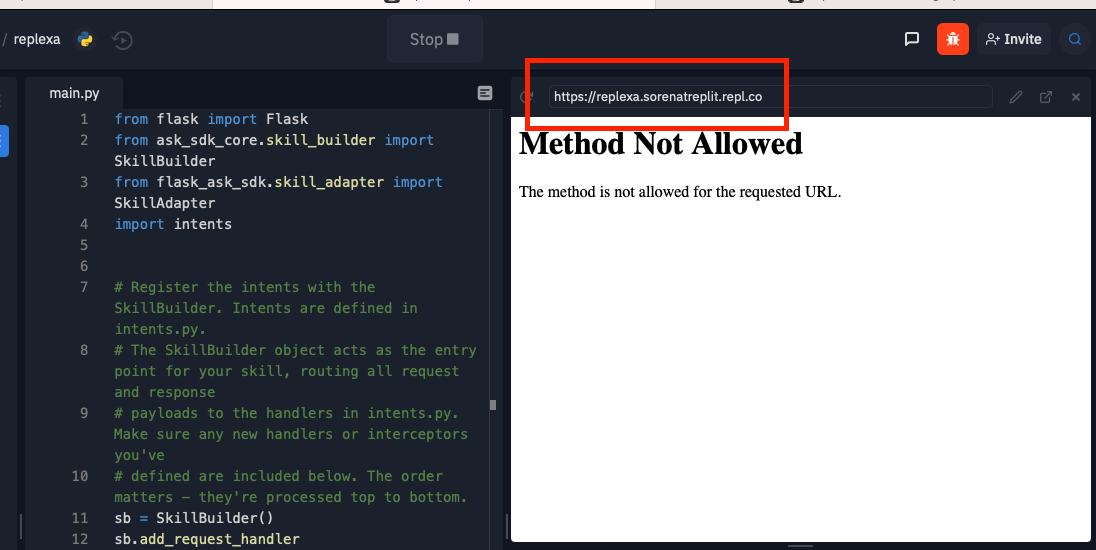 / replexa
Stop
Invite
main.py
https://replexa.sorenatreplit.repl.co
1 from flask import Flask
2 from ask_sdk_core.skill_builder import
SkillBuilder
3 from flask_ask_sdk.skill_adapter import
SkillAdapter
4 import intents
5
6
7 # Register the intents with the
SkillBuilder. Intents are defined in
intents.py.
8 # The SkillBuilder object acts as the entry
point for your skill, routing all request
and response
9 # payloads to the handlers in intents.py.
Make sure any new handlers or interceptors
you've
10 # defined are included below. The order
matters – they're processed top to bottom.
11 sb = SkillBuilder()
12 sb.add_request_handler
Method Not Allowed
The method is not allowed for the requested URL.